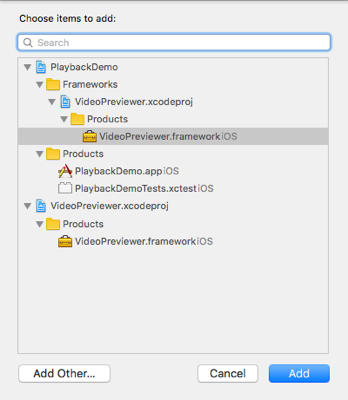 Choose items to add:
Search
PlaybackDemo
Frameworks
VideoPreviewer.xcodeproj
Products
VideoPreviewer.framework iOS
Products
PlaybackDemo.app iOS
PlaybackDemoTests.xctest iOS
VideoPreviewer.xcodeproj
Products
VideoPreviewer.framework iOS
Add Other... Cancel Add